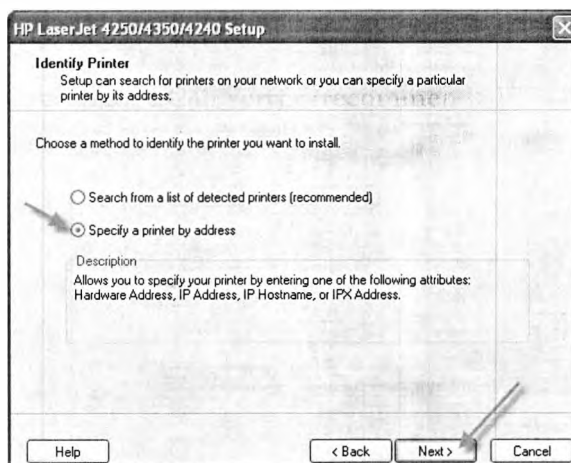 HP LaserJet 4250/4350/4240 Setup
Identify Printer
Setup can search for printers on your network or you can specify a particular
printer by its address.
Choose a method to identify the printer you want to install.
Search from a list of detected printers (recommended)
Specify a printer by address
Description
Allows you to specify your printer by entering one of the following attributes:
Hardware Address, IP Address, IP Hostname, or IPX Address.
Help
< Back
Next >
Cancel